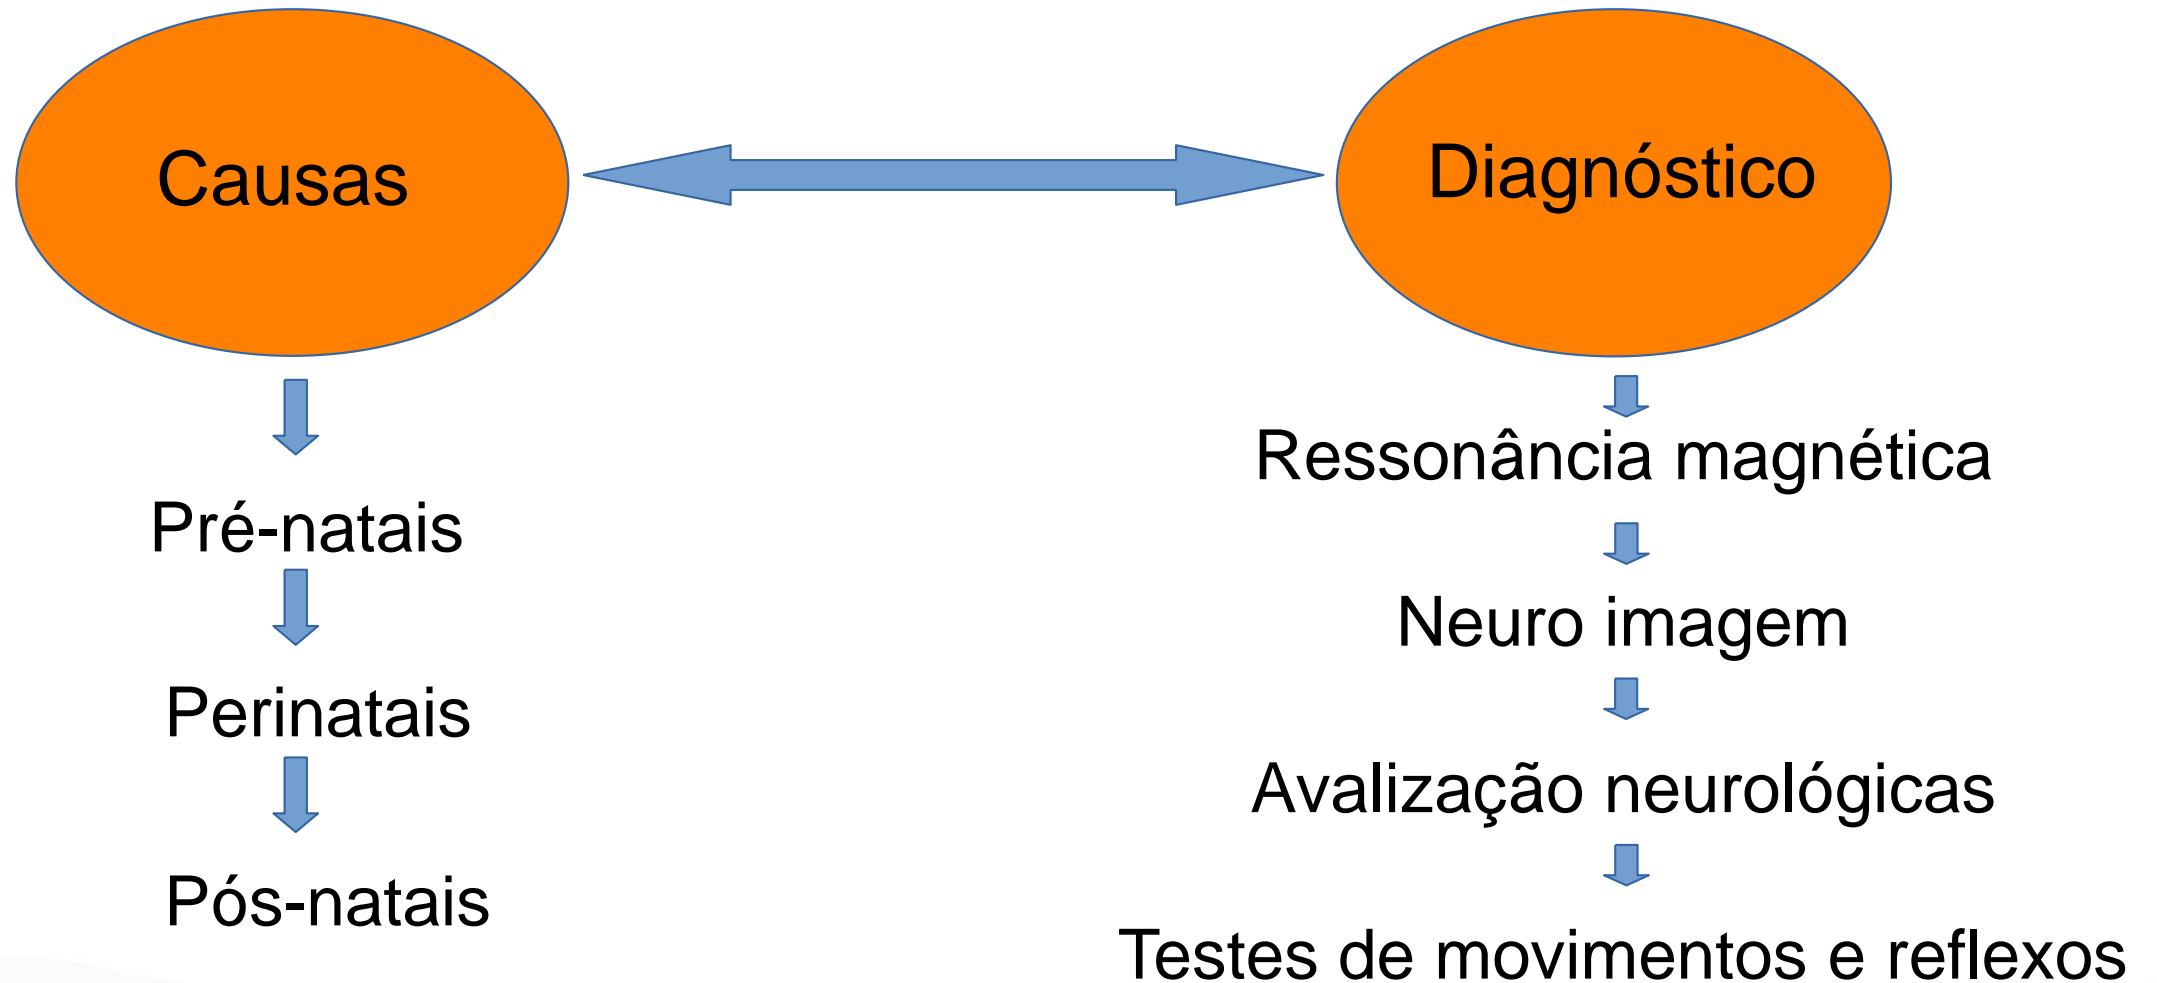 Causas
Diagnóstico
Pré-natais
Perinatais
Pós-natais
Ressonância magnética
Neuro imagem
Avalização neurológicas
Testes de movimentos e reflexos